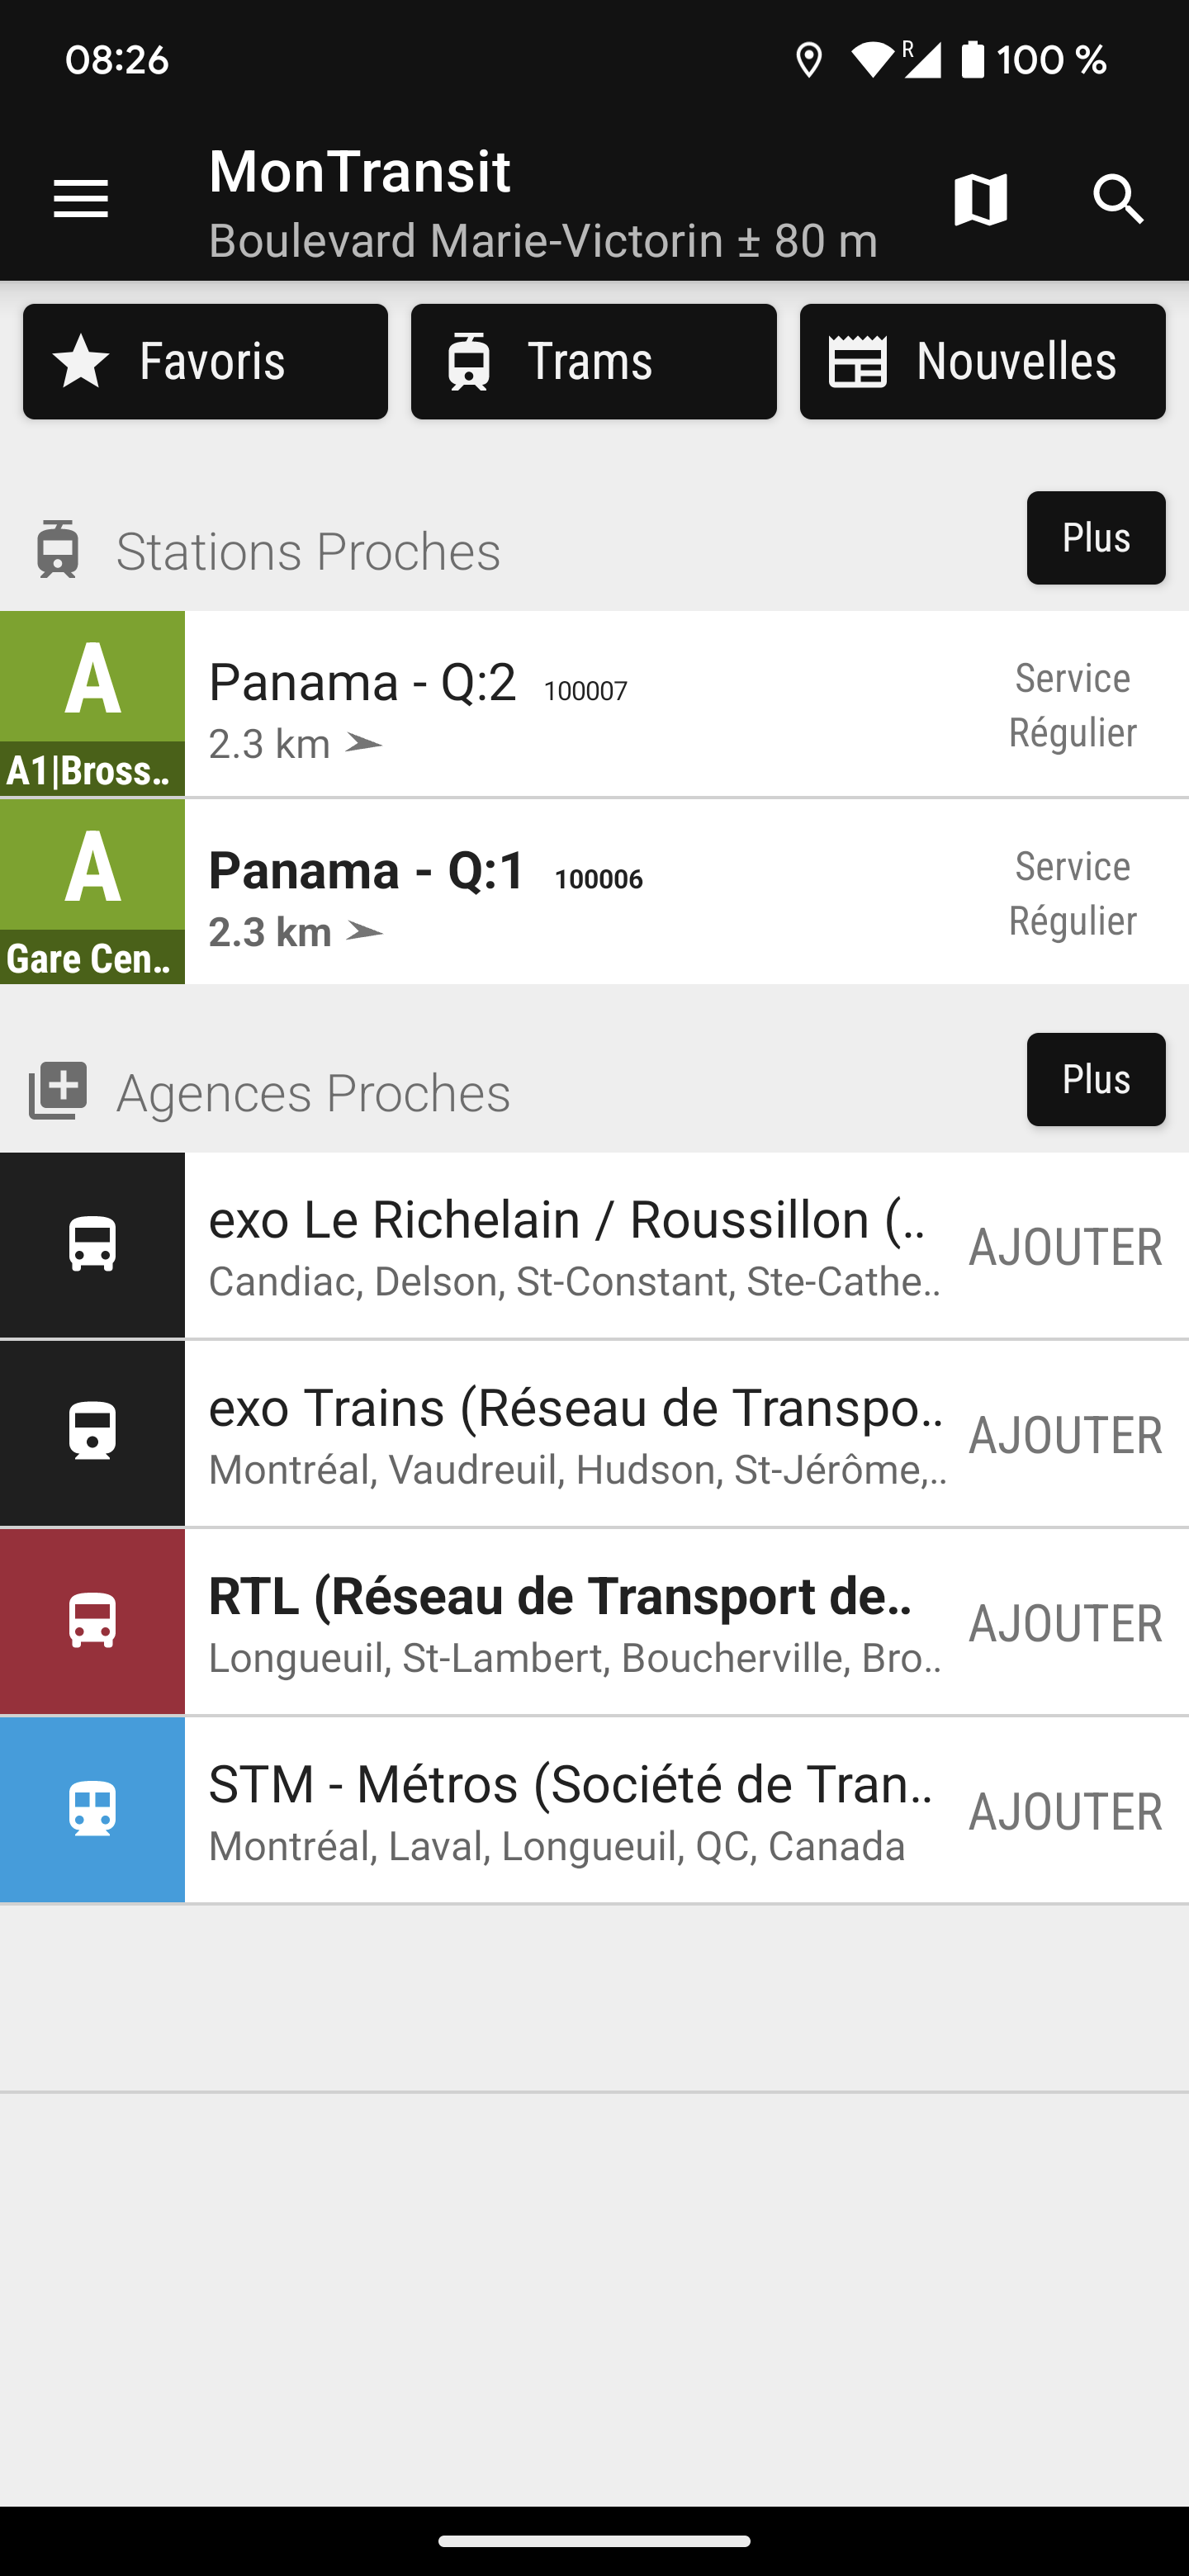 08:26
R
100 %
MonTransit
Boulevard Marie-Victorin ± 80 m
Favoris
Trams
Nouvelles
Stations Proches
Plus
A
A1|Bross..
Panama - Q:2 100007
2.3 km
Service
Régulier
A
Gare Cen..
Panama - Q:1 100006
2.3 km
Service
Régulier
Agences Proches
Plus
exo Le Richelain / Roussillon (..
Candiac, Delson, St-Constant, Ste-Cathe..
AJOUTER
exo Trains (Réseau de Transpo..
Montréal, Vaudreuil, Hudson, St-Jérôme,..
AJOUTER
RTL (Réseau de Transport de..
Longueuil, St-Lambert, Boucherville, Bro..
AJOUTER
STM - Métros (Société de Tran..
Montréal, Laval, Longueuil, QC, Canada
AJOUTER